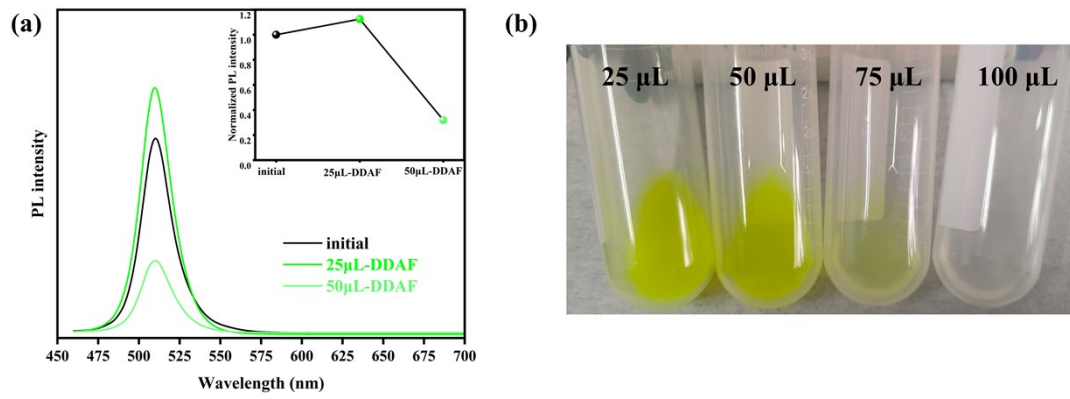 (a)
PL intensity
Normalized PL intensity
1.2
1.0
0.8
0.6
0.4
0.2
0.0
initial
25μL-DDAF
50μL-DDAF
initial
25μL-DDAF
50μL-DDAF
450 475 500 525 550 575 600 625 650 675 700
Wavelength (nm)
(b)
25 μL 50 μL 75 μL 100 μL